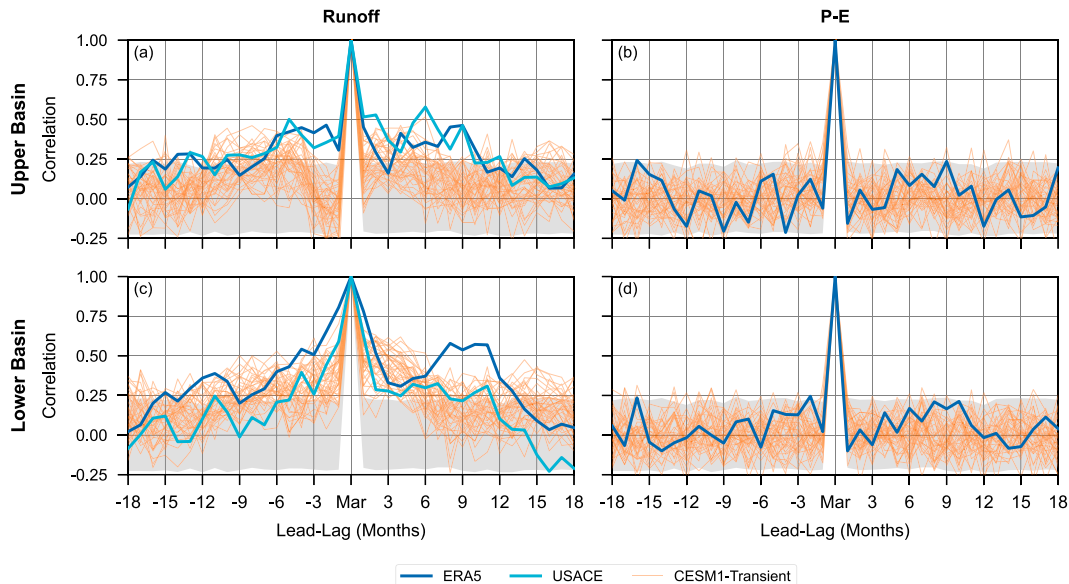 Runoff
P-E
Upper Basin
Correlation
(a)
1.00
0.75
0.50
0.25
0.00
-0.25
(b)
Lower Basin
Correlation
(c)
1.00
0.75
0.50
0.25
0.00
-0.25
-18 -15 -12 -9 -6 -3 Mar 3 6 9 12 15 18
Lead-Lag (Months)
(d)
-18 -15 -12 -9 -6 -3 Mar 3 6 9 12 15 18
Lead-Lag (Months)
ERA5 USACE CESM1-Transient